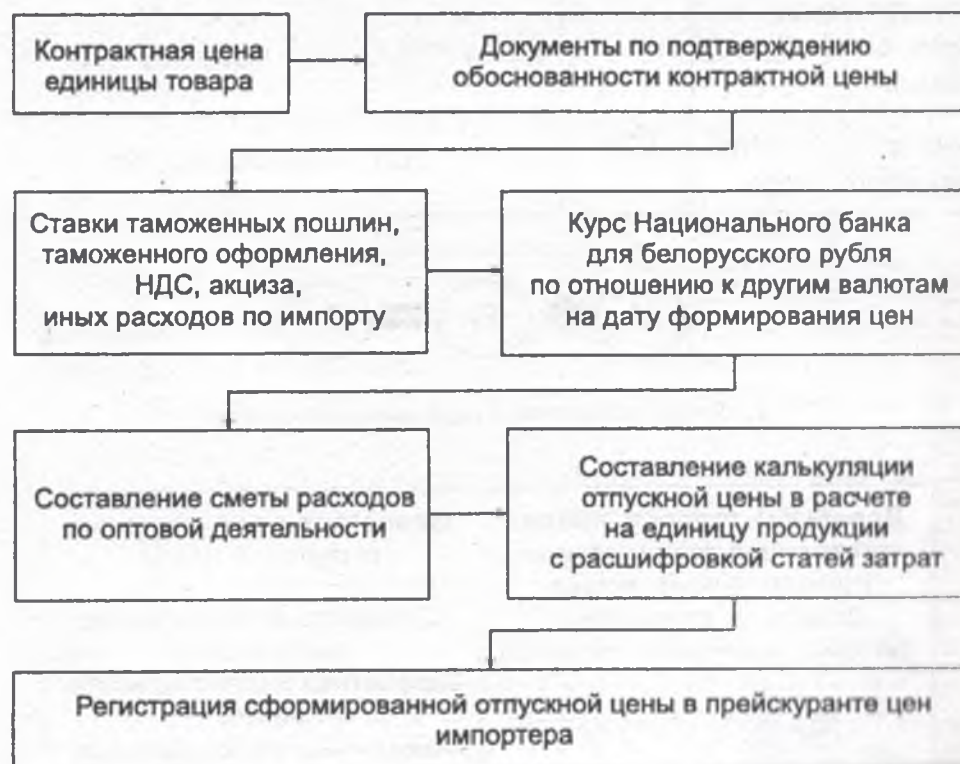 Контрактная цена
единицы товара
Документы по подтверждению
обоснованности контрактной цены
Ставки таможенных пошлин,
таможенного оформления,
НДС, акциза,
иных расходов по импорту
Курс Национального банка
для белорусского рубля
по отношению к другим валютам
на дату формирования цен
Составление сметы расходов
по оптовой деятельности
Составление калькуляции
отпускной цены в расчете
на единицу продукции
с расшифровкой статей затрат
Регистрация сформированной отпускной цены в прейскуранте цен
импортера